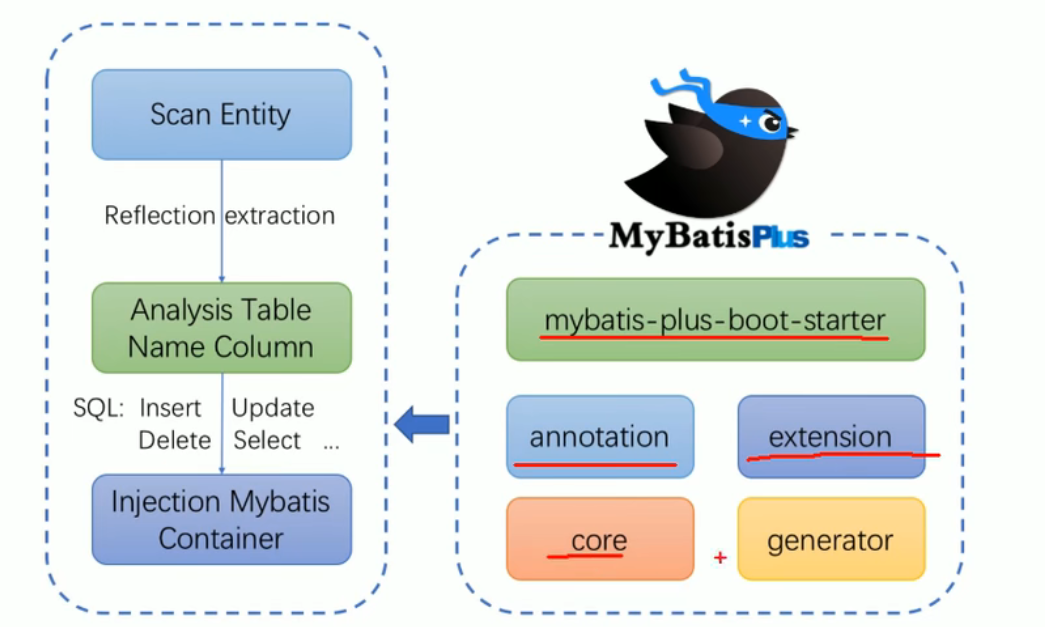 Scan Entity
Reflection extraction
Analysis Table
Name Column
SQL: Insert Update
Delete Select ...
Injection Mybatis
Container
MyBatisPlus
mybatis-plus-boot-starter
annotation extension
core + generator